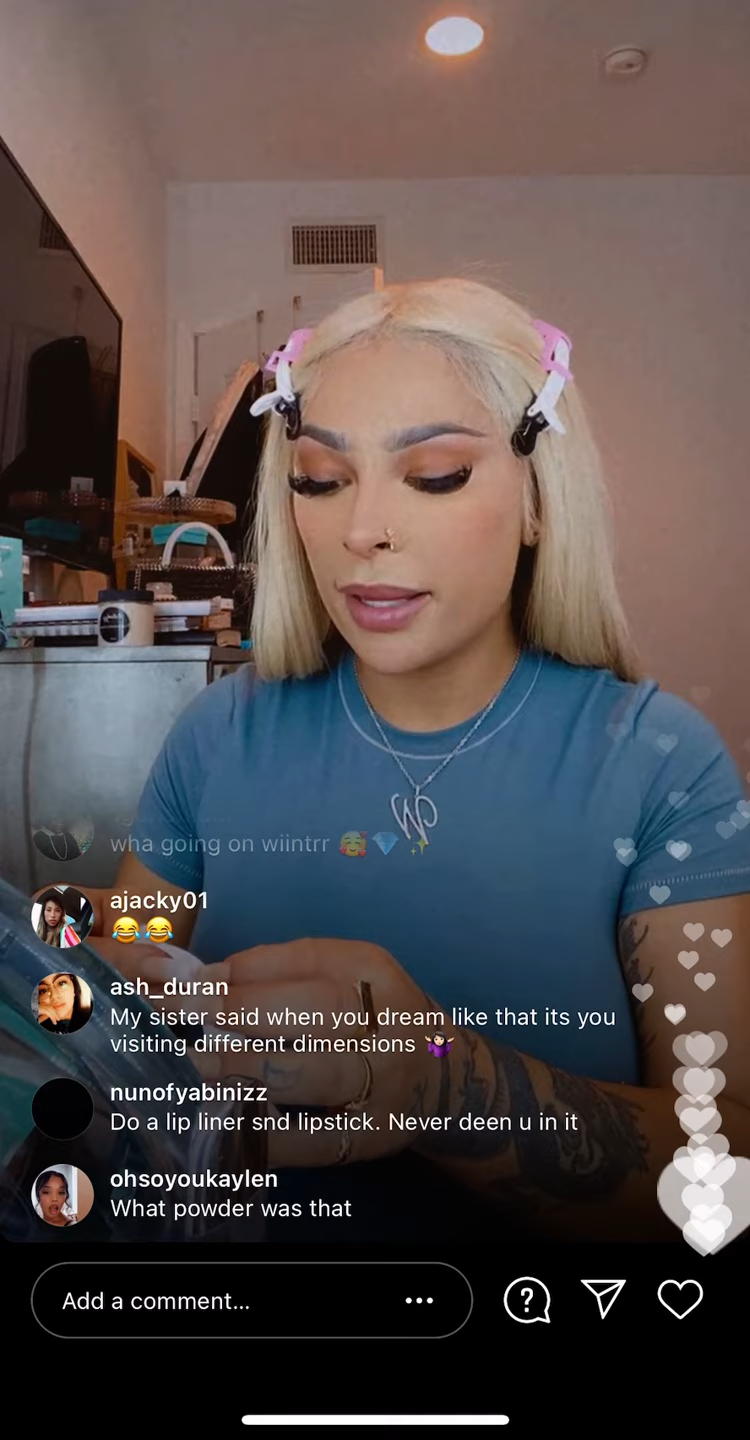 wha going on wiintrr 🥰💎✨
ajacky01
😂😂
ash_duran
My sister said when you dream like that its you
visiting different dimensions 🤷🏻‍♀️
nunofyabinizz
Do a lip liner snd lipstick. Never deen u in it
ohsoyoukaylen
What powder was that
Add a comment...